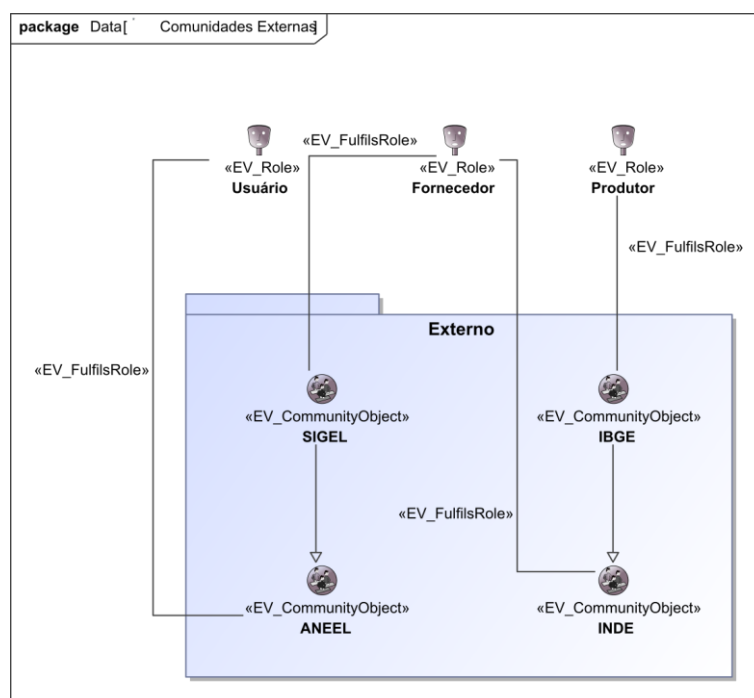 package Data[ Comunidades Externas]
«EV_FulfilsRole»
«EV_Role»
Usuário
«EV_Role»
Fornecedor
«EV_Role»
Produtor
«EV_FulfilsRole»
Externo
«EV_FulfilsRole»
«EV_CommunityObject»
SIGEL
«EV_CommunityObject»
IBGE
«EV_FulfilsRole»
«EV_CommunityObject»
ANEEL
«EV_CommunityObject»
INDE